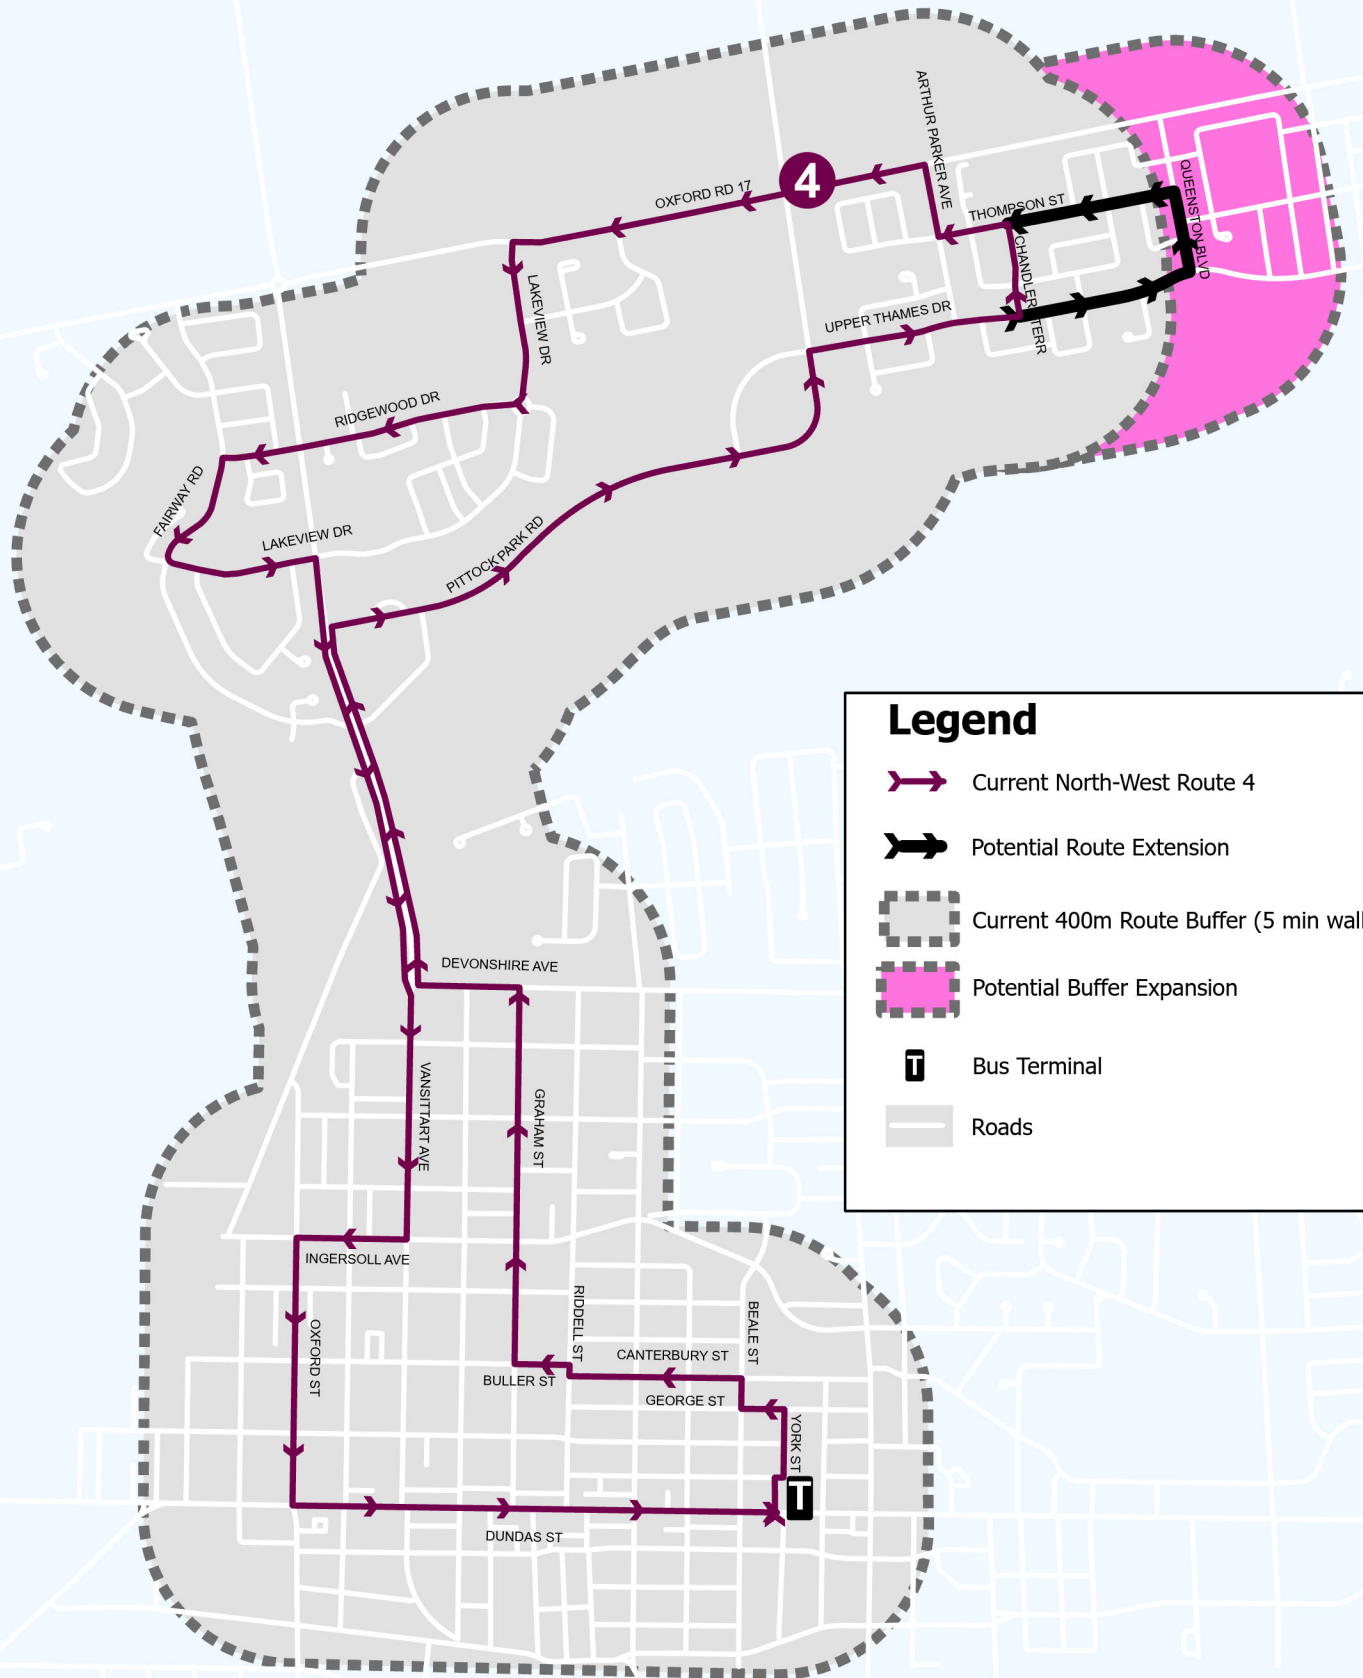 ARTHUR PARKER AVE
QUEENSTON BLVD
4
OXFORD RD 17
THOMPSON ST
CHANDLER TERR
LAKEVIEW DR
UPPER THAMES DR
RIDGEWOOD DR
FAIRWAY RD
LAKEVIEW DR
PITTOCK PARK RD
Legend
Current North-West Route 4
Potential Route Extension
Current 400m Route Buffer (5 min wal
Potential Buffer Expansion
T Bus Terminal
Roads
DEVONSHIRE AVE
VANSITTART AVE
GRAHAM ST
INGERSOLL AVE
OXFORD ST
RIDDELL ST
BEALE ST
CANTERBURY ST
BULLER ST
GEORGE ST
YORK ST
T
DUNDAS ST